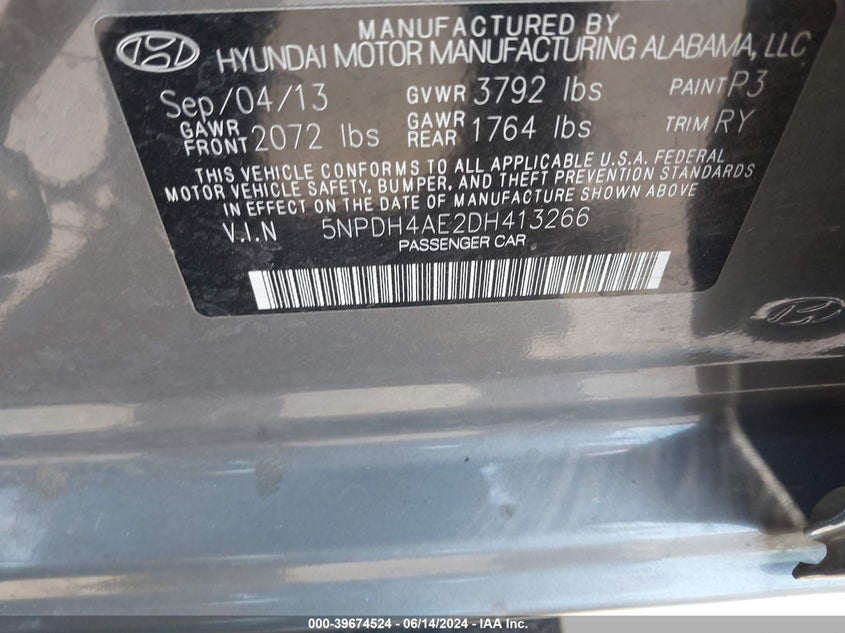 MANUFACTURED BY
HYUNDAI MOTOR MANUFACTURING ALABAMA, LLC
Sep/04/13 GVWR 3792 lbs PAINT P3
GAWR FRONT 2072 lbs GAWR REAR 1764 lbs TRIM RY
THIS VEHICLE CONFORMS TO ALL APPLICABLE U.S.A. FEDERAL
MOTOR VEHICLE SAFETY, BUMPER, AND THEFT PREVENTION STANDARDS
IN EFFECT ON THE DATE OF MANUFACTURE SHOWN ABOVE
V.I.N 5NPDH4AE2DH413266
PASSENGER CAR
000-39674524 - 06/14/2024 - IAA Inc.